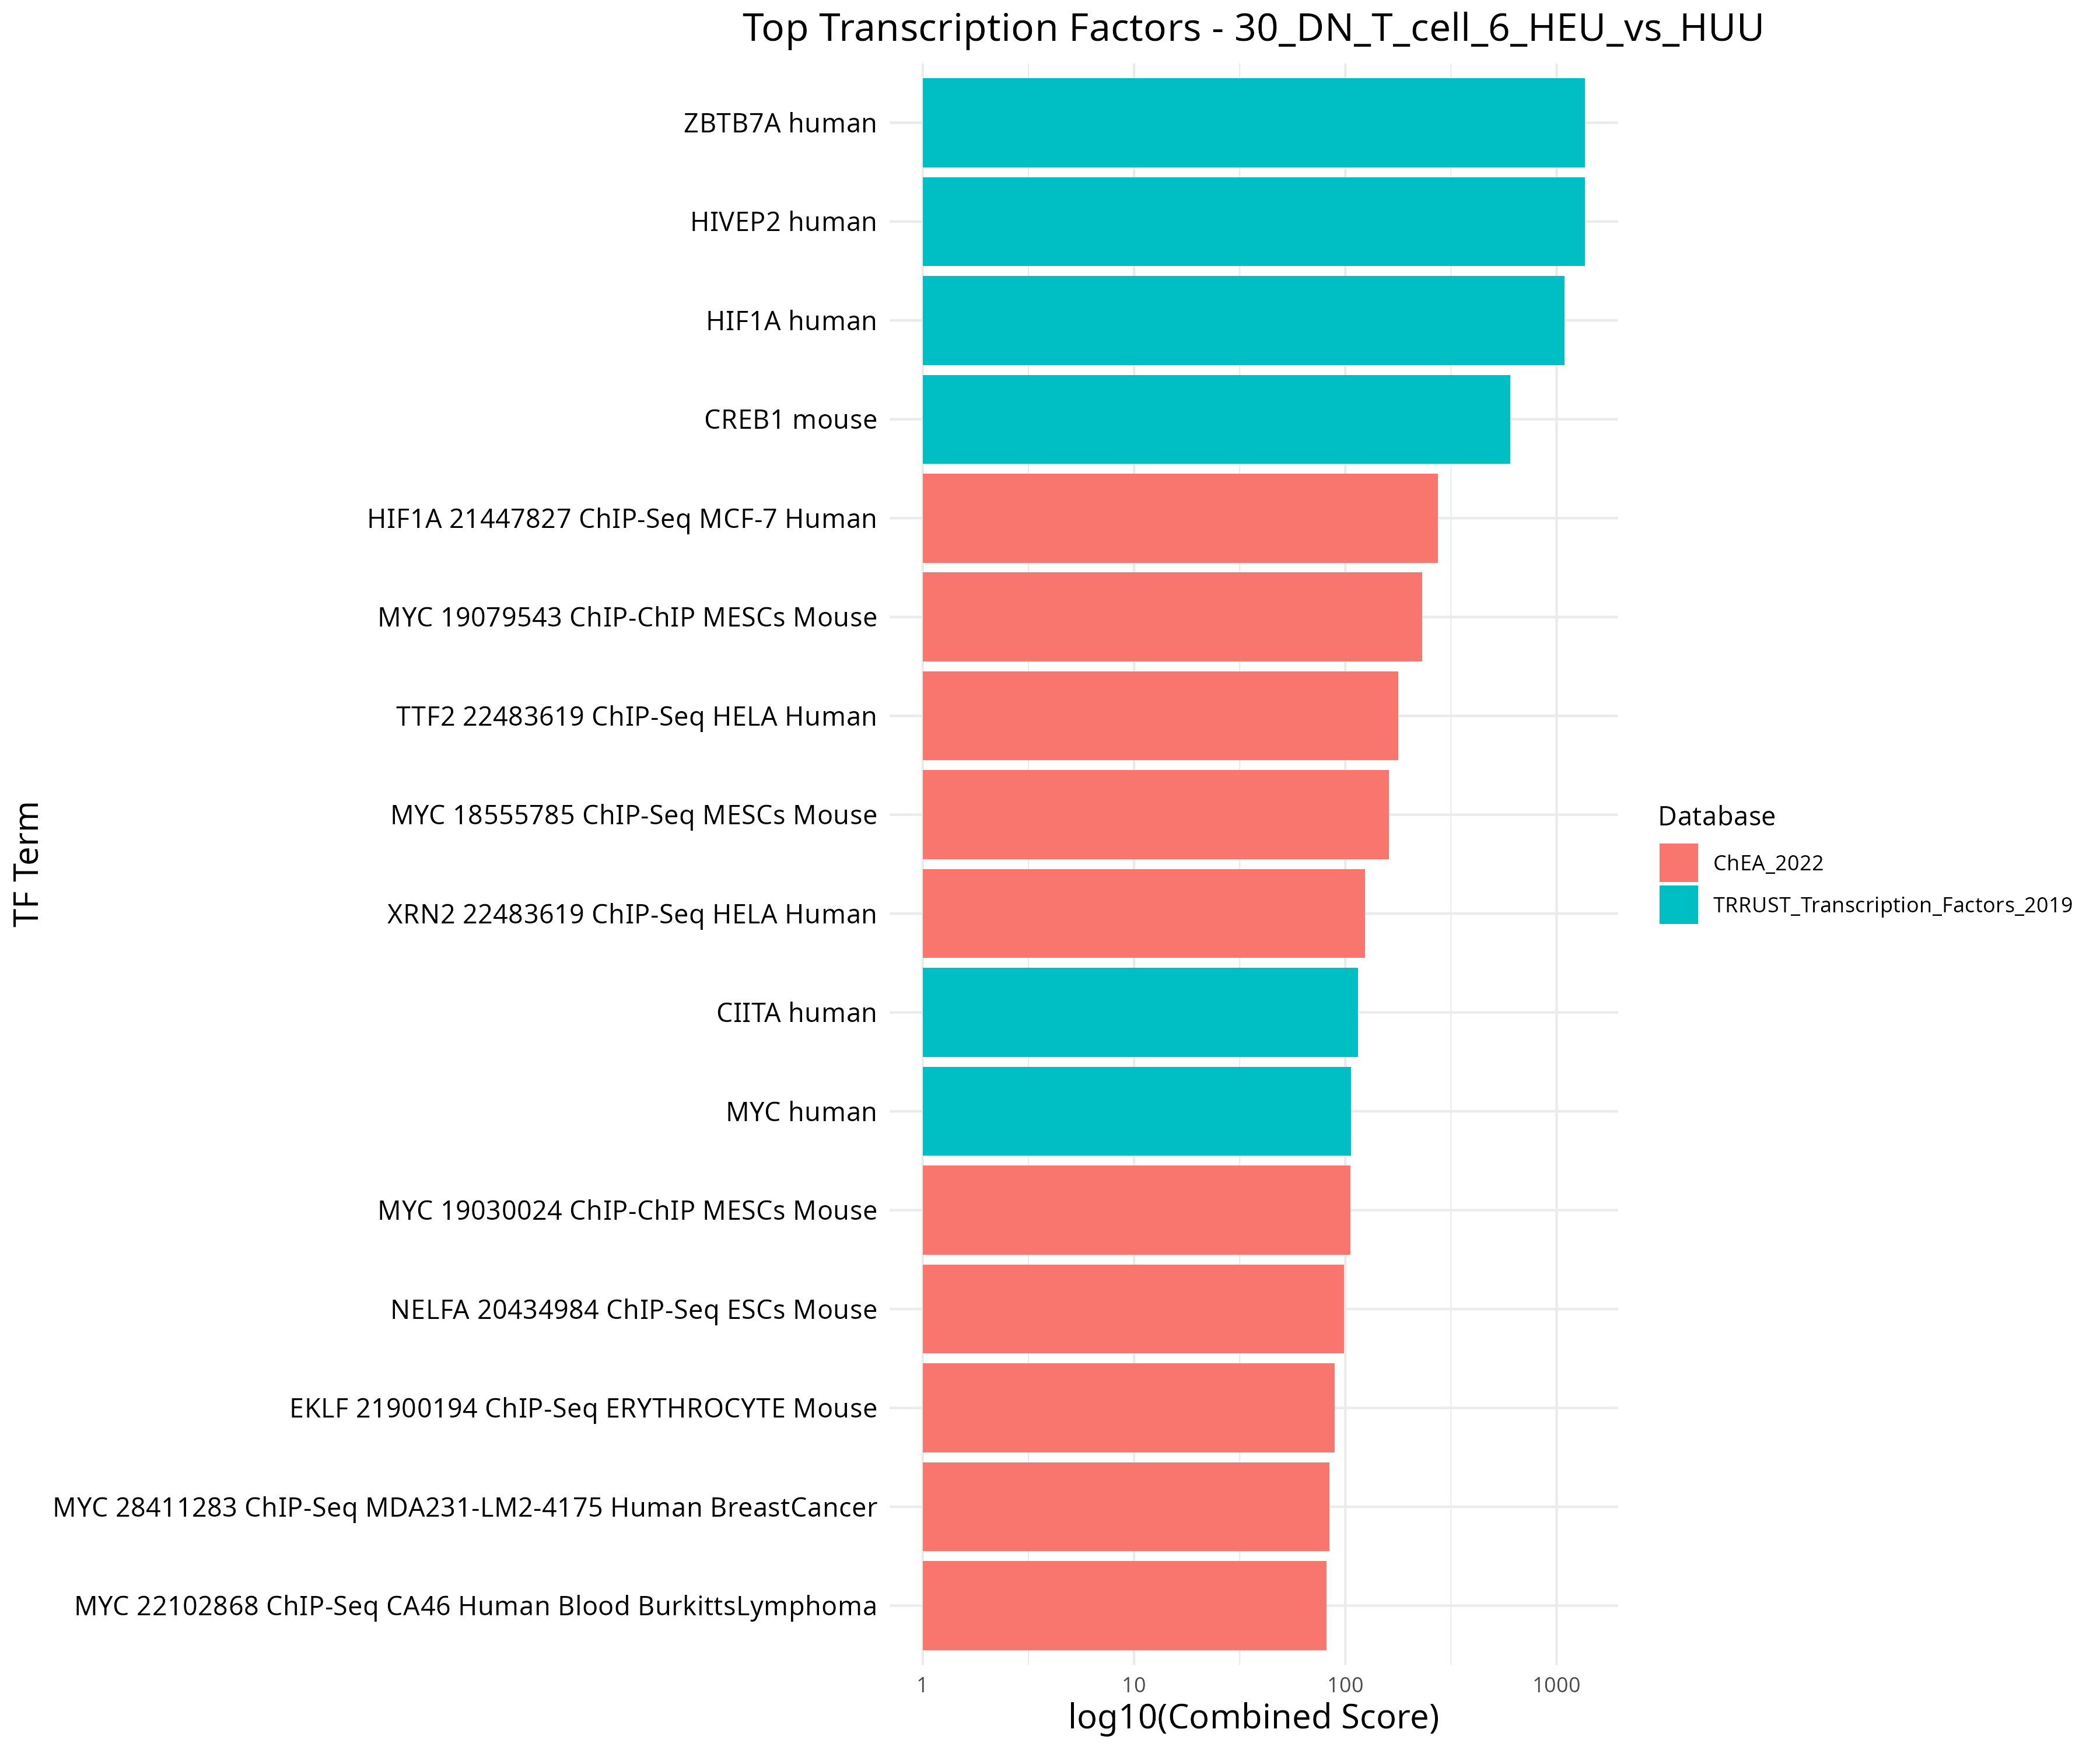 Top Transcription Factors - 30_DN_T_cell_6_HEU_vs_HUU
TF Term
ZBTB7A human
HIVEP2 human
HIF1A human
CREB1 mouse
HIF1A 21447827 ChIP-Seq MCF-7 Human
MYC 19079543 ChIP-ChIP MESCs Mouse
TTF2 22483619 ChIP-Seq HELA Human
MYC 18555785 ChIP-Seq MESCs Mouse
XRN2 22483619 ChIP-Seq HELA Human
CIITA human
MYC human
MYC 19030024 ChIP-ChIP MESCs Mouse
NELFA 20434984 ChIP-Seq ESCs Mouse
EKLF 21900194 ChIP-Seq ERYTHROCYTE Mouse
MYC 28411283 ChIP-Seq MDA231-LM2-4175 Human BreastCancer
MYC 22102868 ChIP-Seq CA46 Human Blood BurkittsLymphoma
1 10 100 1000
log10(Combined Score)
Database
ChEA_2022
TRRUST_Transcription_Factors_2019